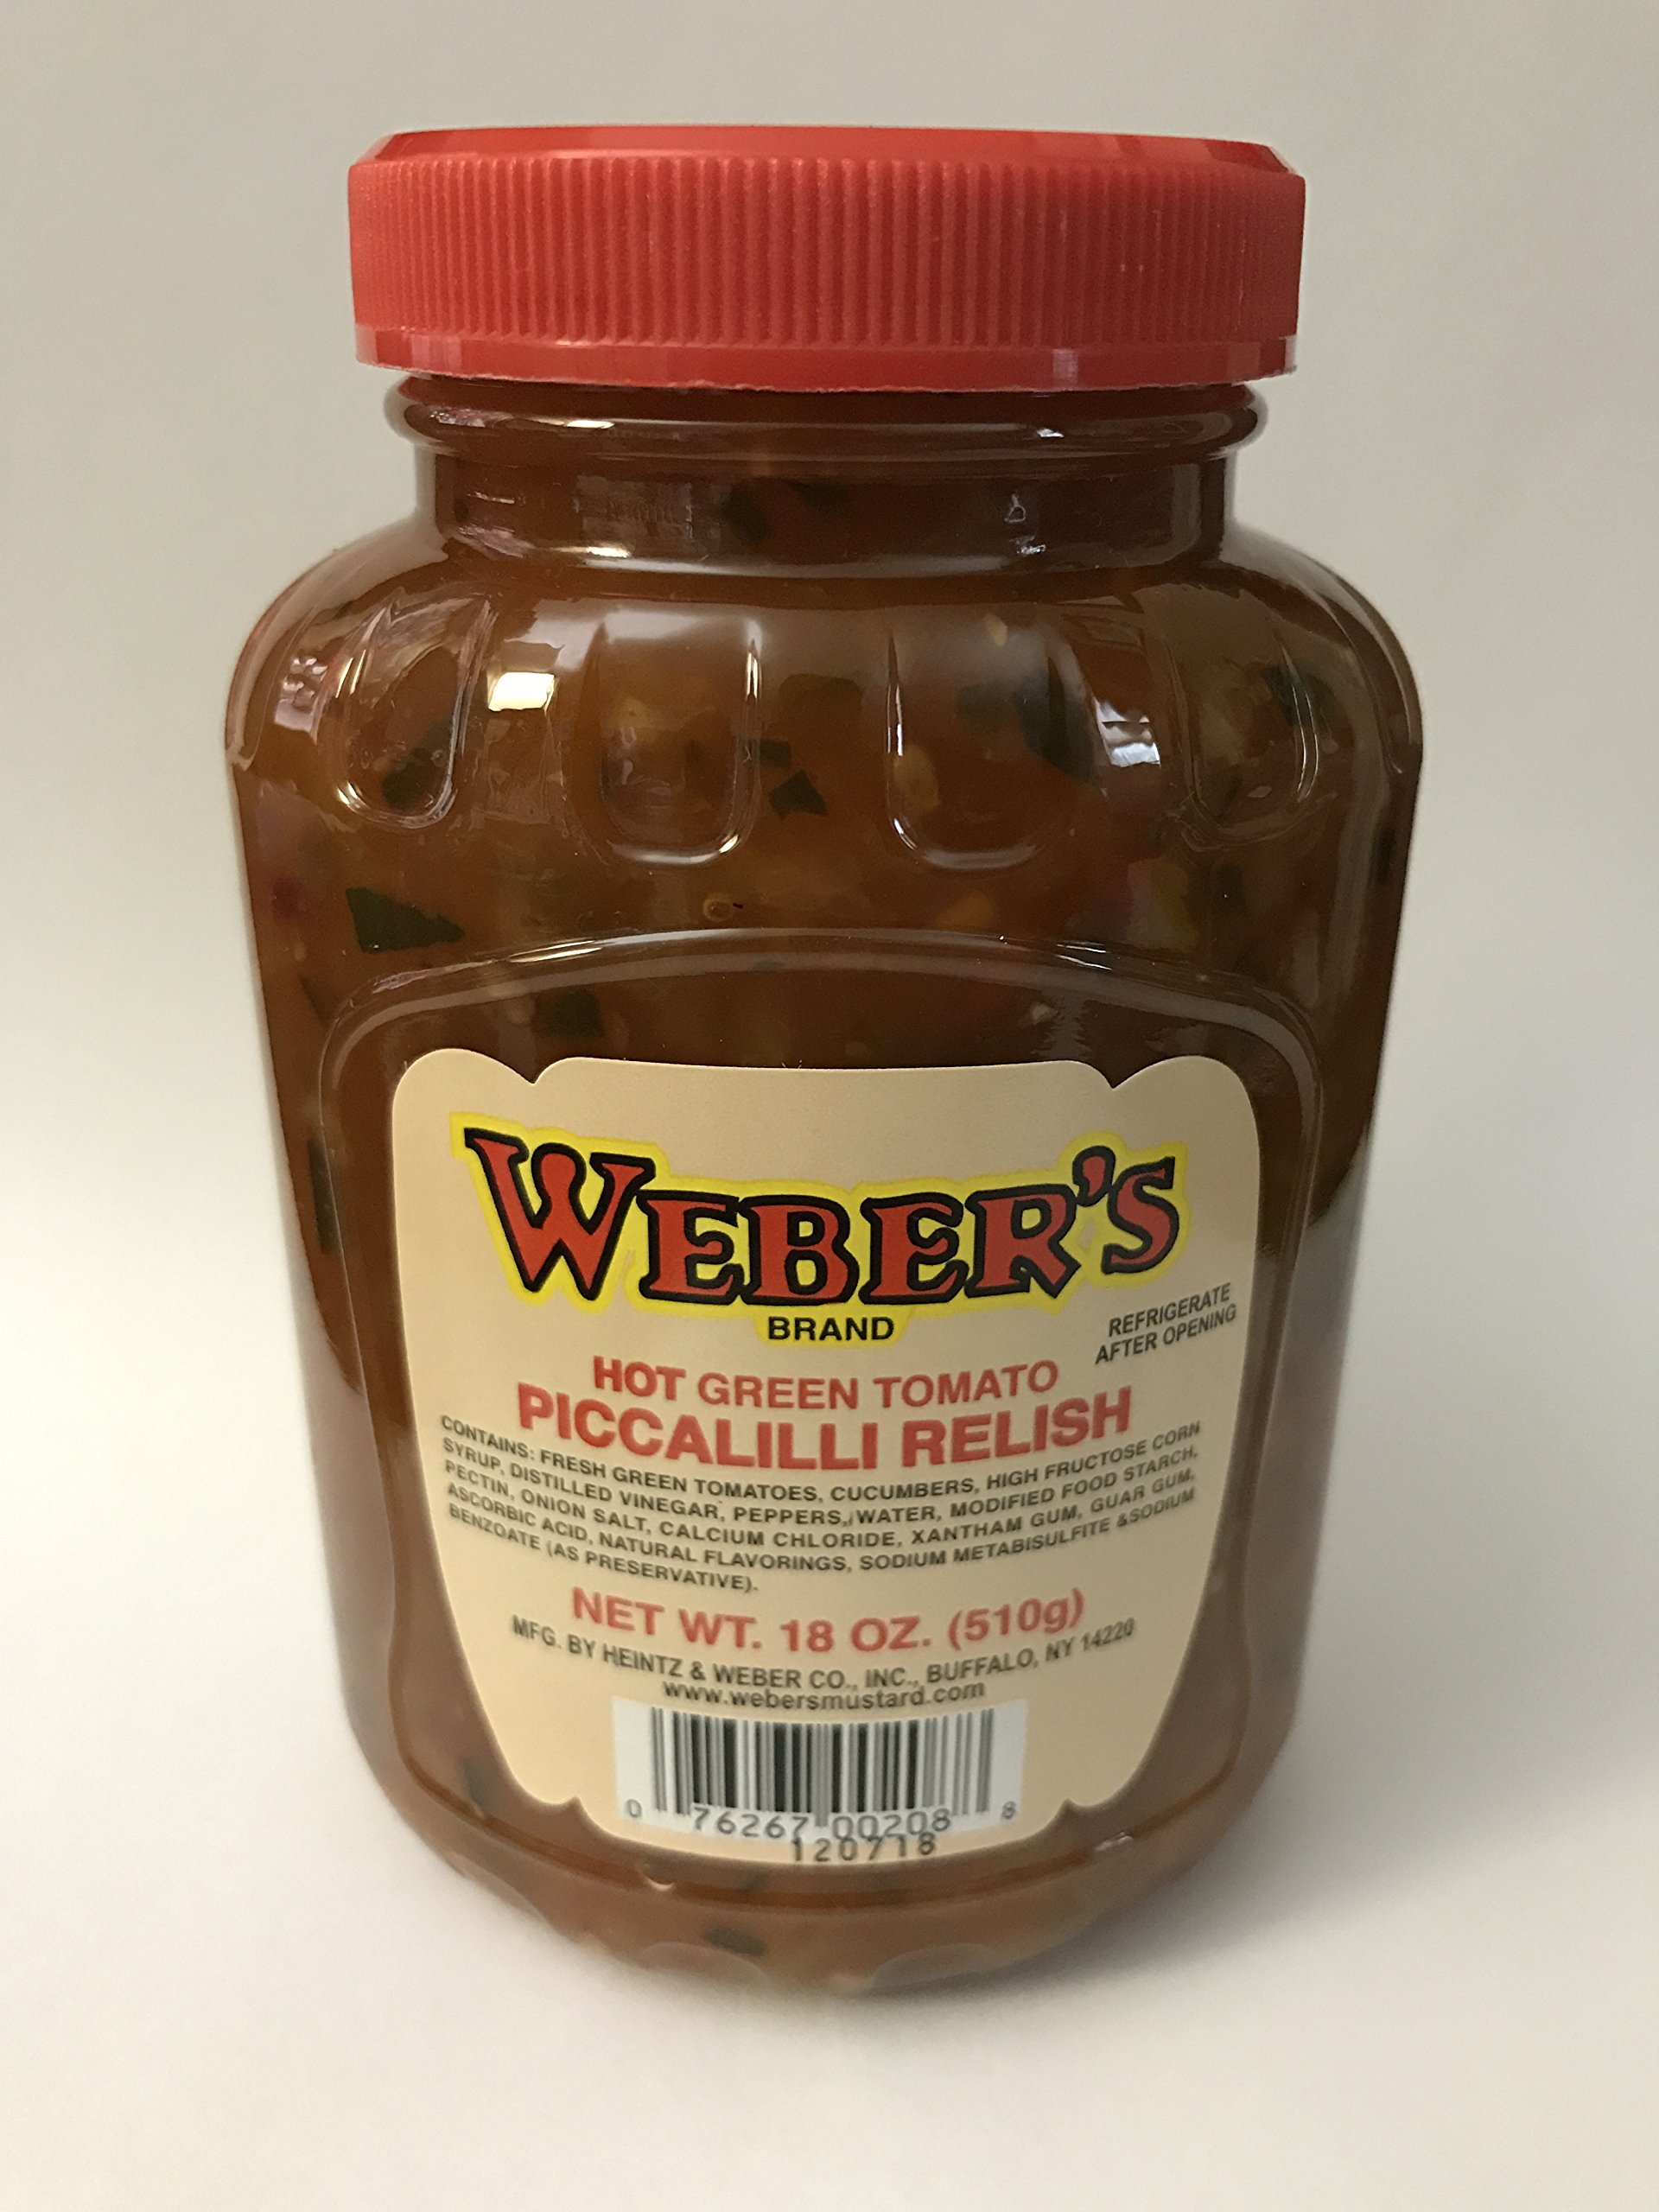 WEBER'S
BRAND
REFRIGERATE
AFTER OPENING
HOT GREEN TOMATO
PICCALILLI RELISH
CONTAINS: FRESH GREEN TOMATOES, CUCUMBERS, HIGH FRUCTOSE CORN
SYRUP, DISTILLED VINEGAR, PEPPERS, WATER, MODIFIED FOOD STARCH,
PECTIN, ONION SALT, CALCIUM CHLORIDE, XANTHAM GUM, GUAR GUM,
ASCORBIC ACID, NATURAL FLAVORINGS, SODIUM METABISULFITE &SODIUM
BENZOATE (AS PRESERVATIVE).
NET WT. 18 OZ. (510g)
MFG. BY HEINTZ & WEBER CO., INC., BUFFALO, NY 14220
www.webersmustard.com
0 76267 00208 8
120718